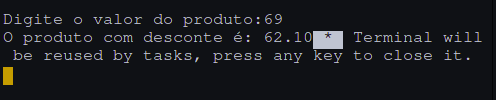 Digite o valor do produto:69
O produto com desconte é: 62.10 * Terminal will
be reused by tasks, press any key to close it.